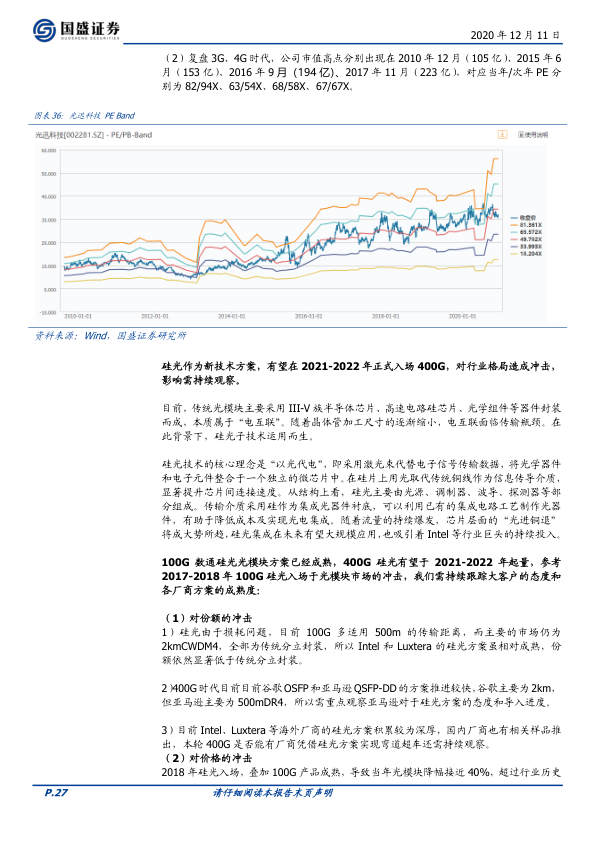 国盛证券
GUOSHENG SECURITIES
2020 年 12 月 11 日
（2）复盘 3G、4G 时代，公司市值高点分别出现在 2010 年 12 月（105 亿）、2015 年 6
月（153 亿）、2016 年 9 月（194 亿)、2017 年 11 月（223 亿），对应当年/次年 PE 分
别为 82/94X、63/54X、68/58X、67/67X。
图表 36：光迅科技 PE Band
光迅科技[002281.SZ] - PE/PB-Band
使用说明
60.000
50.000
40.000
30.000
20.000
10.000
0.000
-10.000
2010-01-01 2012-01-01 2014-01-01 2016-01-01 2018-01-01 2020-01-01
收盘价
81.361X
65.572X
49.782X
33.993X
18.204X
资料来源：Wind，国盛证券研究所
硅光作为新技术方案，有望在 2021-2022 年正式入场 400G，对行业格局造成冲击，
影响需持续观察。
目前，传统光模块主要采用 III-V 族半导体芯片、高速电路硅芯片、光学组件等器件封装
而成，本质属于“电互联”。随着晶体管加工尺寸的逐渐缩小，电互联面临传输瓶颈。在
此背景下，硅光子技术运用而生。
硅光技术的核心理念是“以光代电”，即采用激光束代替电子信号传输数据，将光学器件
和电子元件整合于一个独立的微芯片中。在硅片上用光取代传统铜线作为信息传导介质，
显著提升芯片间连接速度。从结构上看，硅光主要由光源、调制器、波导、探测器等部
分组成。传输介质采用硅作为集成光器件衬底，可以利用已有的集成电路工艺制作光器
件，有助于降低成本及实现光电集成。随着流量的持续爆发，芯片层面的“光进铜退”
将成大势所趋，硅光集成在未来有望大规模应用，也吸引着 Intel 等行业巨头的持续投入。
100G 数通硅光光模块方案已经成熟，400G 硅光有望于 2021-2022 年起量，参考
2017-2018 年 100G 硅光入场于光模块市场的冲击，我们需持续跟踪大客户的态度和
各厂商方案的成熟度：
（1）对份额的冲击
1）硅光由于损耗问题，目前 100G 多适用 500m 的传输距离，而主要的市场仍为
2kmCWDM4，全部为传统分立封装，所以 Intel 和 Luxtera 的硅光方案虽相对成熟，份
额依然显著低于传统分立封装。
2）400G 时代目前目前谷歌 OSFP 和亚马逊 QSFP-DD 的方案推进较快，谷歌主要为 2km，
但亚马逊主要为 500mDR4，所以需重点观察亚马逊对于硅光方案的态度和导入进度。
3）目前 Intel、Luxtera 等海外厂商的硅光方案积累较为深厚，国内厂商也有相关样品推
出，本轮 400G 是否能有厂商凭借硅光方案实现弯道超车还需持续观察。
（2）对价格的冲击
2018 年硅光入场，叠加 100G 产品成熟，导致当年光模块降幅接近 40%，超过行业历史
P.27
请仔细阅读本报告末页声明